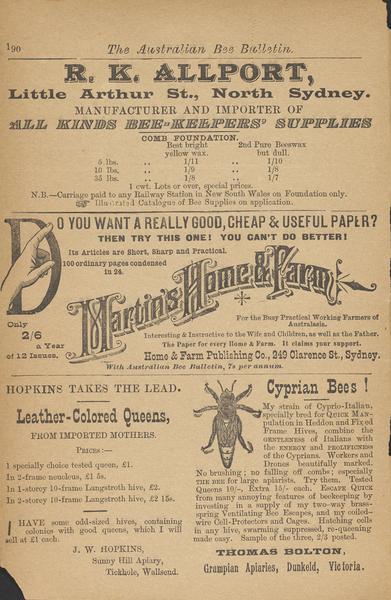 190 The Australian Bee Bulletin.
R. K. ALLPORT,
Little Arthur St., North Sydney.
MANUFACTURER AND IMPORTER OF
ALL KINDS BEE-KEEPERS' SUPPLIES
COMB FOUNDATION.
Best bright 2nd Pure Beeswax
yellow wax. but dull.
5 lbs. ,, 1/11 ,, 1/10
10 lbs. ,, 1/9 ,, 1/8
35 lbs. ,, 1/8 ,, 1/7
1 cwt. Lots or over, special prices.
N.B.—Carriage paid to any Railway Station in New South Wales on Foundation only.
Illustrated Catalogue of Bee Supplies on application.
DO YOU WANT A REALLY GOOD, CHEAP & USEFUL PAPER?
THEN TRY THIS ONE! YOU CAN'T DO BETTER!
Its Articles are Short, Sharp and Practical.
100 ordinary pages condensed
in 24.
Martin's Home & Farm
Only
2/6
a Year
of 12 Issues.
For the Busy Practical Working Farmers of
Australasia.
Interesting & Instructive to the Wife and Children, as well as the Father.
The Paper for every Home & Farm. It claims your support.
Home & Farm Publishing Co., 249 Clarence St., Sydney.
With Australian Bee Bulletin, 7s per annum.
HOPKINS TAKES THE LEAD.
Leather-Colored Queens,
FROM IMPORTED MOTHERS.
PRICES:—
1 specially choice tested queen, £1.
In 2-frame nucleus, £1 5s.
In 1-storey 10-frame Langstroth hive, £2.
In 2-storey 10-frame Langstroth hive, £2 15s.
I HAVE some odd-sized hives, containing
colonies with good queens, which I will
sell at £1 each.
J. W. HOPKINS,
Sunny Hill Apiary,
Tickhole, Wallsend.
Cyprian Bees!
My strain of Cyprio-Italian,
specially bred for QUICK MAN-
ipulation in Hodden and Fixed
Frame Hives, combine the
GENTLENESS of Italians with
the ENERGY and PROLIFICNESS
of the Cyprians. Workers and
Drones beautifully marked.
No brushing; no falling off combs; especially
THE BEE for large apiarists. Try them. Tested
Queens 10/-, Extra 15/- each. ESCAPE QUICK
from many annoying features of beekeeping by
investing in a supply of my two-way brass-
spring Ventilating Bee Escapes, and my coiled-
wire Cell-Protectors and Cages. Hatching cells
in any hive, swarming suppressed, re-queening
made easy. Sample of the three, 2/3 posted.
THOMAS BOLTON,
Grampian Apiaries, Dunkeld, Victoria.